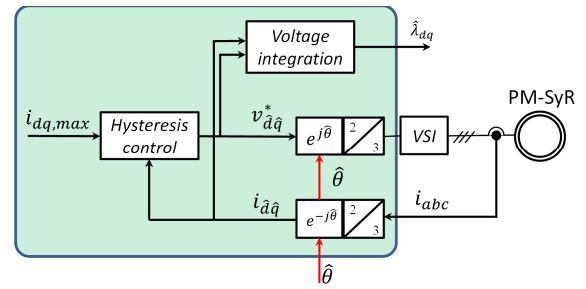 Voltage
integration
λ̂dq
PM-SyR
idq,max
Hysteresis
control
v*d̂q̂
e^jθ̂
2
3
VSI
θ̂
id̂q̂
e^-jθ̂
2
3
iabc
θ̂